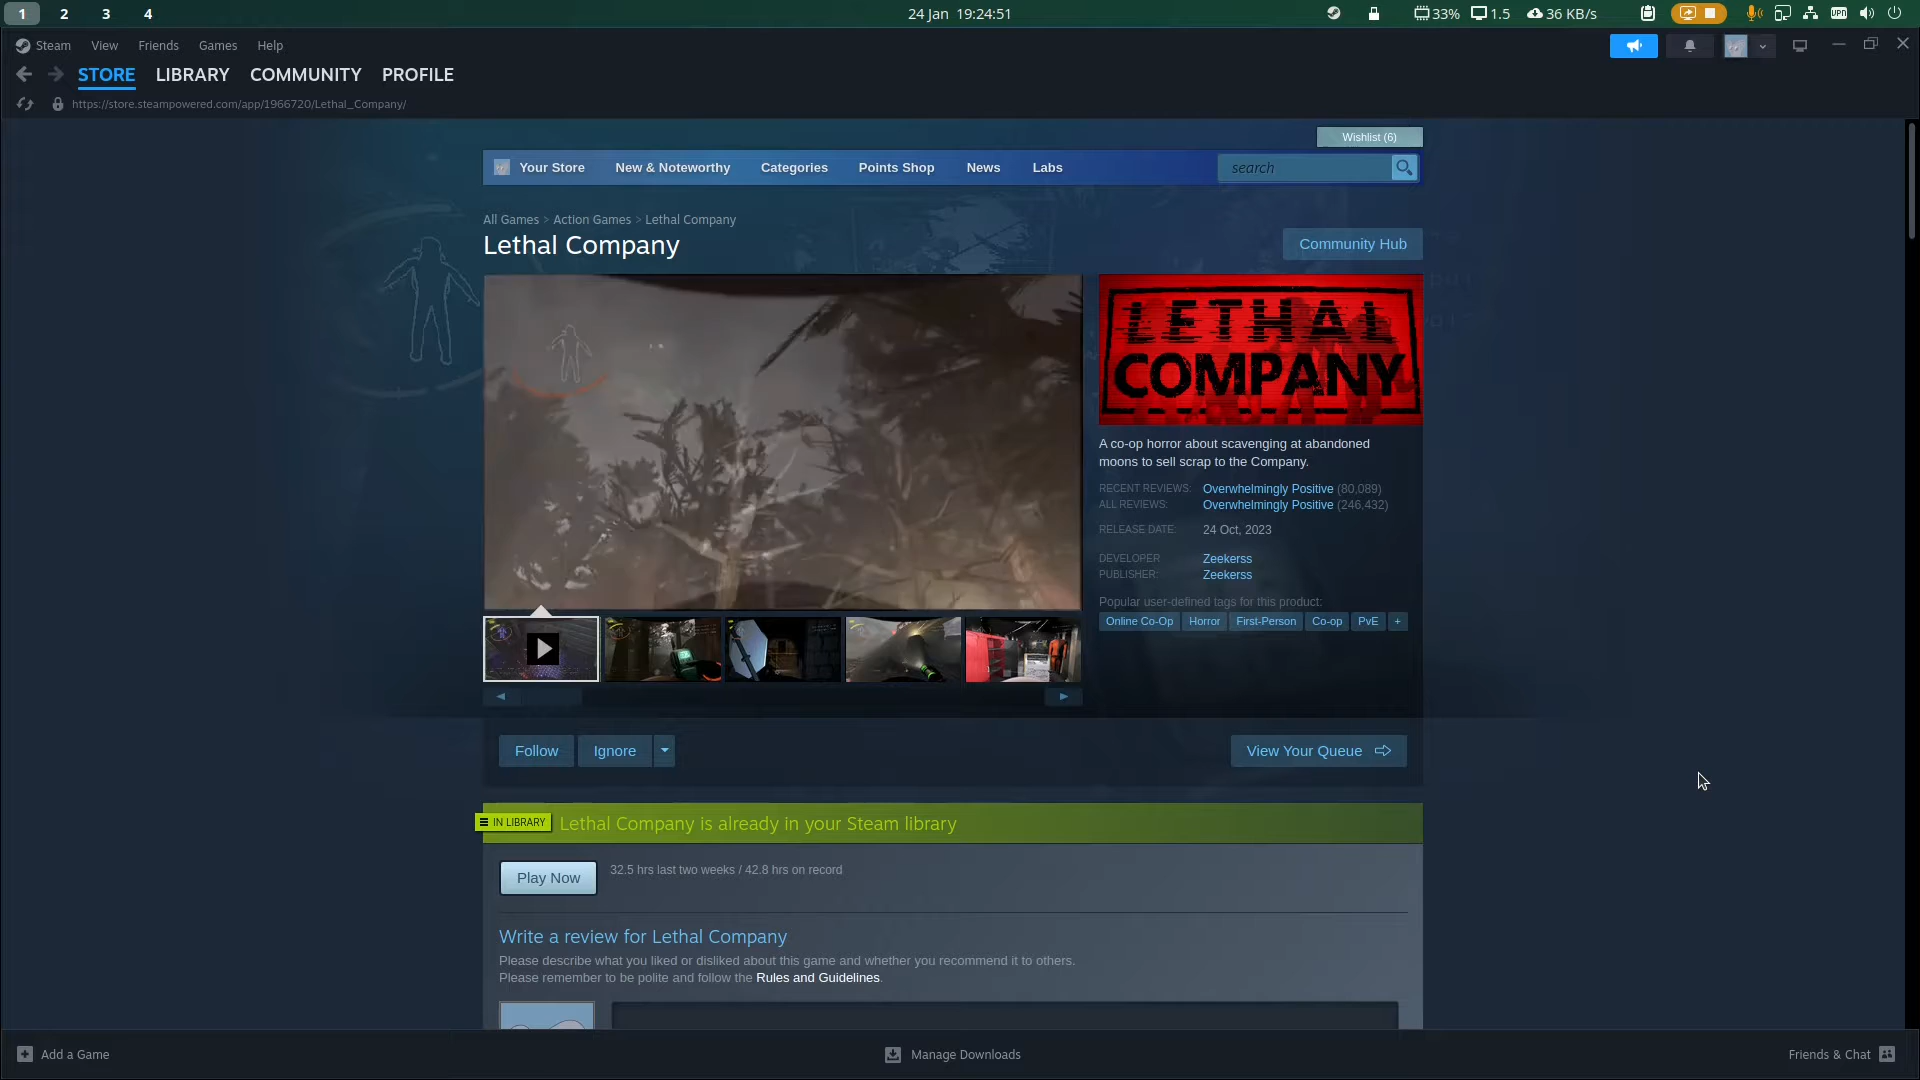 1 2 3 4 24 Jan 19:24:51 33% 1.5 36 KB/s VPN
Steam View Friends Games Help
STORE LIBRARY COMMUNITY PROFILE
https://store.steampowered.com/app/1966720/Lethal_Company/
Wishlist (6)
Your Store New & Noteworthy Categories Points Shop News Labs search
All Games > Action Games > Lethal Company
Lethal Company
Community Hub
LETHAL
COMPANY
A co-op horror about scavenging at abandoned
moons to sell scrap to the Company.
RECENT REVIEWS: Overwhelmingly Positive (80,089)
ALL REVIEWS: Overwhelmingly Positive (246,432)
RELEASE DATE: 24 Oct, 2023
DEVELOPER Zeekerss
PUBLISHER: Zeekerss
Popular user-defined tags for this product:
Online Co-Op Horror First-Person Co-op PvE +
Follow Ignore View Your Queue
IN LIBRARY Lethal Company is already in your Steam library
Play Now 32.5 hrs last two weeks / 42.8 hrs on record
Write a review for Lethal Company
Please describe what you liked or disliked about this game and whether you recommend it to others.
Please remember to be polite and follow the Rules and Guidelines.
Add a Game Manage Downloads Friends & Chat